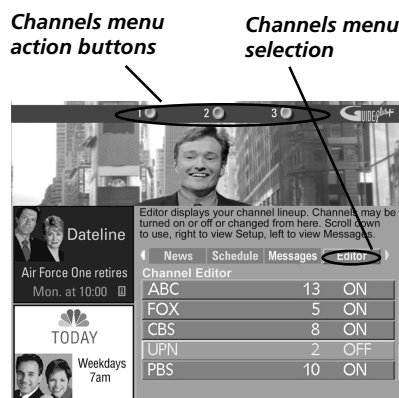 Channels menu
action buttons
Channels menu
selection
1 2 3 GUIDE Plus+
Editor displays your channel lineup. Channels may be
turned on or off or changed from here. Scroll down
to use, right to view Setup, left to view Messages.
Dateline
News Schedule Messages Editor
Air Force One retires
Mon. at 10:00
Channel Editor
ABC 13 ON
FOX 5 ON
CBS 8 ON
UPN 2 OFF
PBS 10 ON
TODAY
Weekdays
7am